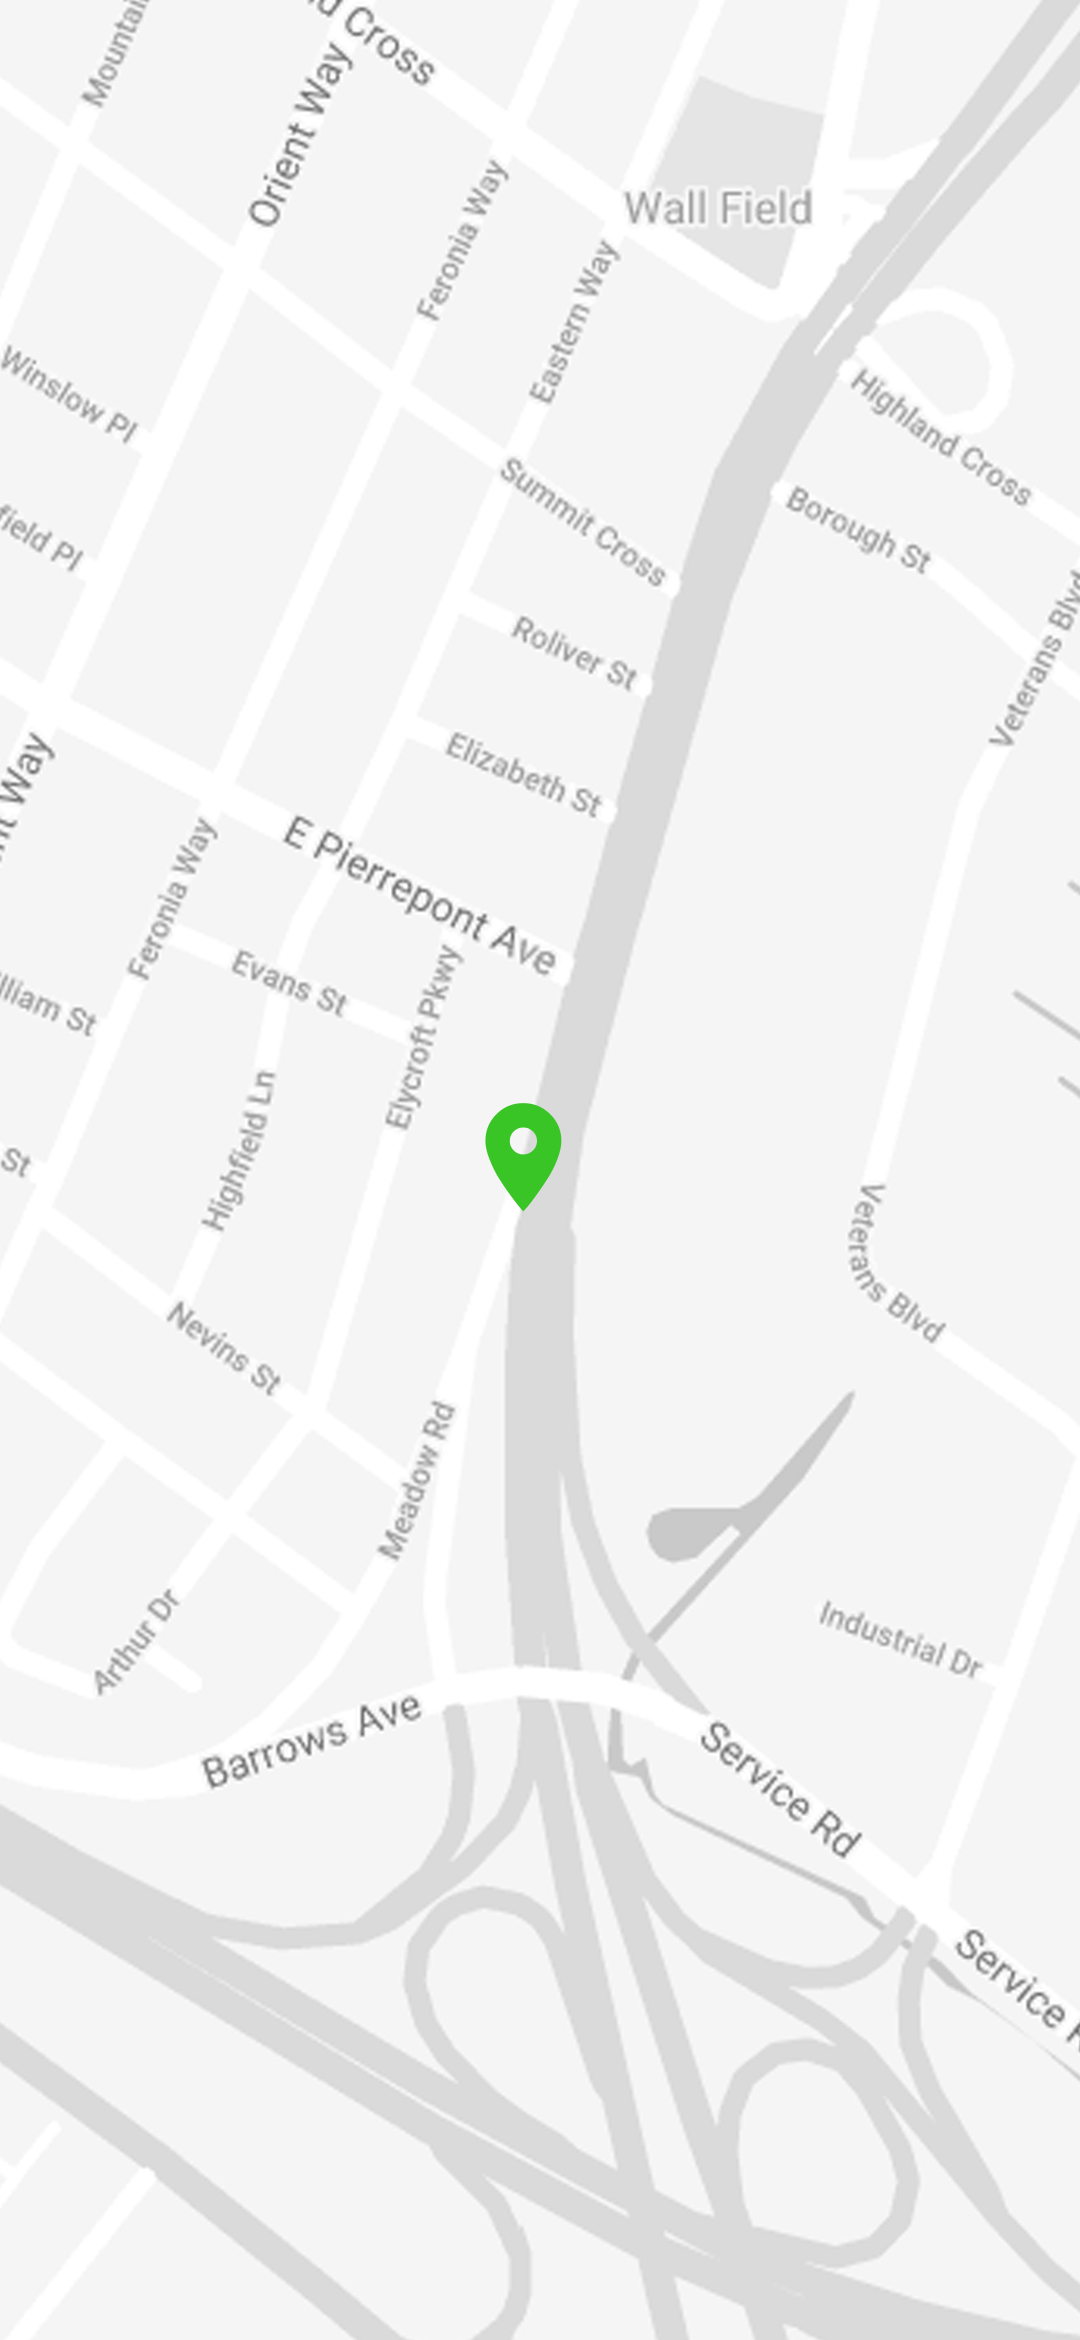 Mountain
d Cross
Orient Way
Feronia Way
Wall Field
Eastern Way
Winslow Pl
Highland Cross
Summit Cross
Borough St
field Pl
Veterans Blvd
Roliver St
Elizabeth St
nt Way
E Pierrepont Ave
Feronia Way
Evans St
Elycroft Pkwy
lliam St
Highfield Ln
St
Veterans Blvd
Nevins St
Meadow Rd
Arthur Dr
Industrial Dr
Barrows Ave
Service Rd
Service R